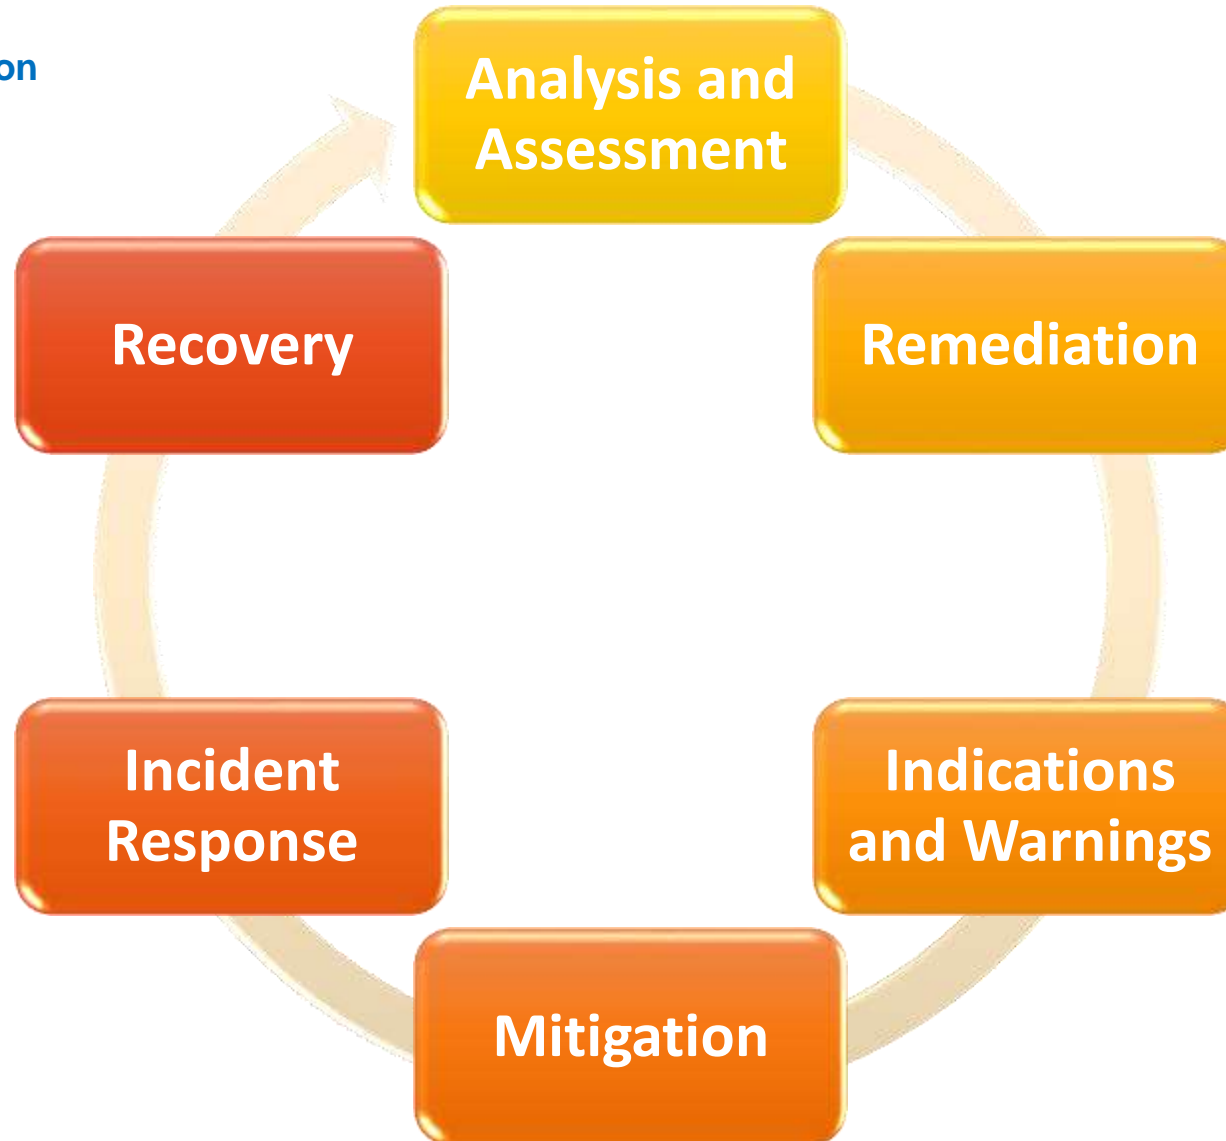 on
Analysis and
Assessment
Recovery
Remediation
Incident
Response
Indications
and Warnings
Mitigation